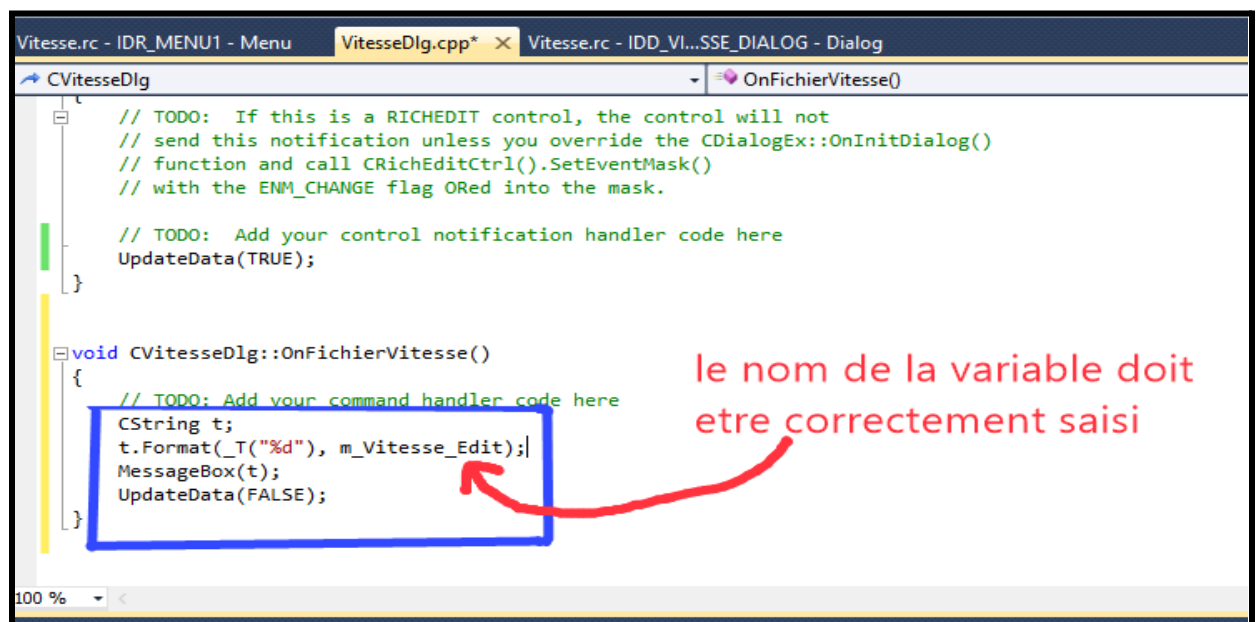 Vitesse.rc - IDR_MENU1 - Menu VitesseDlg.cpp* Vitesse.rc - IDD_VI...SSE_DIALOG - Dialog
CVitesseDlg OnFichierVitesse()
{
// TODO: If this is a RICHEDIT control, the control will not
// send this notification unless you override the CDialogEx::OnInitDialog()
// function and call CRichEditCtrl().SetEventMask()
// with the ENM_CHANGE flag ORed into the mask.
// TODO: Add your control notification handler code here
UpdateData(TRUE);
}
void CVitesseDlg::OnFichierVitesse()
{
// TODO: Add your command handler code here
CString t;
t.Format(_T("%d"), m_Vitesse_Edit);
MessageBox(t);
UpdateData(FALSE);
}
le nom de la variable doit
etre correctement saisi
100 %